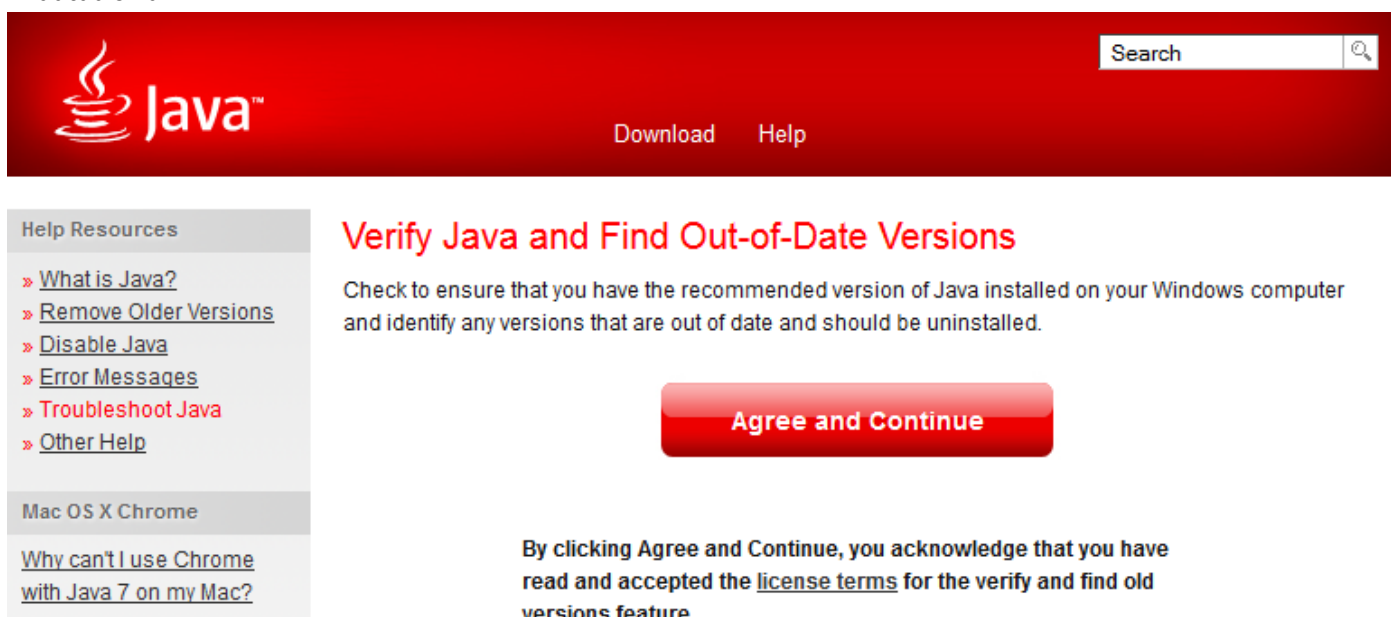 Java™
Search
Download Help
Help Resources
» What is Java?
» Remove Older Versions
» Disable Java
» Error Messages
» Troubleshoot Java
» Other Help
Mac OS X Chrome
Why can't I use Chrome
with Java 7 on my Mac?
Verify Java and Find Out-of-Date Versions
Check to ensure that you have the recommended version of Java installed on your Windows computer
and identify any versions that are out of date and should be uninstalled.
Agree and Continue
By clicking Agree and Continue, you acknowledge that you have
read and accepted the license terms for the verify and find old
versions feature